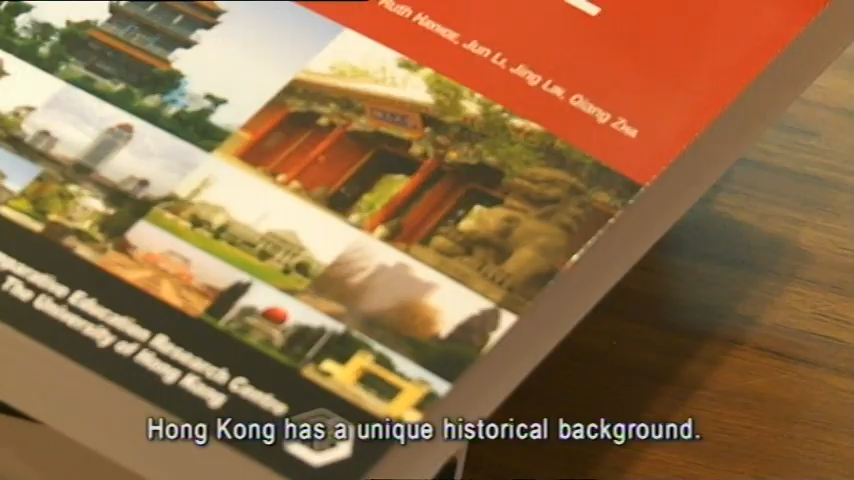 Ruth Hayhoe, Jun Li, Jing Lin, Qiang Zha
Comparative Education Research Centre
The University of Hong Kong
Hong Kong has a unique historical background.